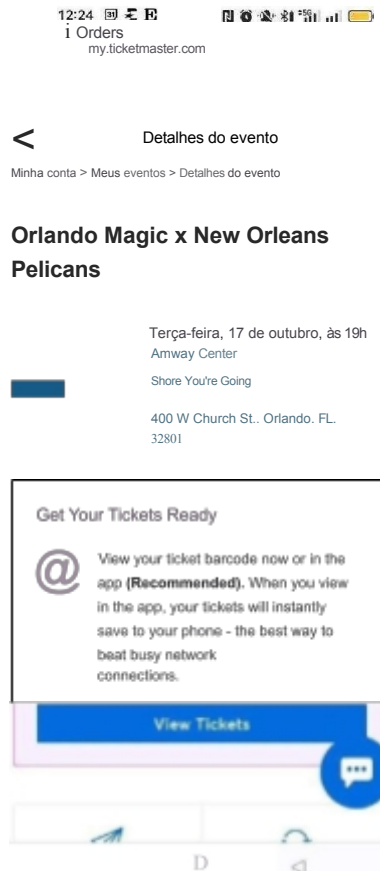 12:24
i Orders
my.ticketmaster.com
< Detalhes do evento
Minha conta > Meus eventos > Detalhes do evento
Orlando Magic x New Orleans
Pelicans
Terça-feira, 17 de outubro, às 19h
Amway Center
Shore You're Going
400 W Church St.. Orlando. FL.
32801
Get Your Tickets Ready
@ View your ticket barcode now or in the
app (Recommended). When you view
in the app, your tickets will instantly
save to your phone - the best way to
beat busy network
connections.
View Tickets
D